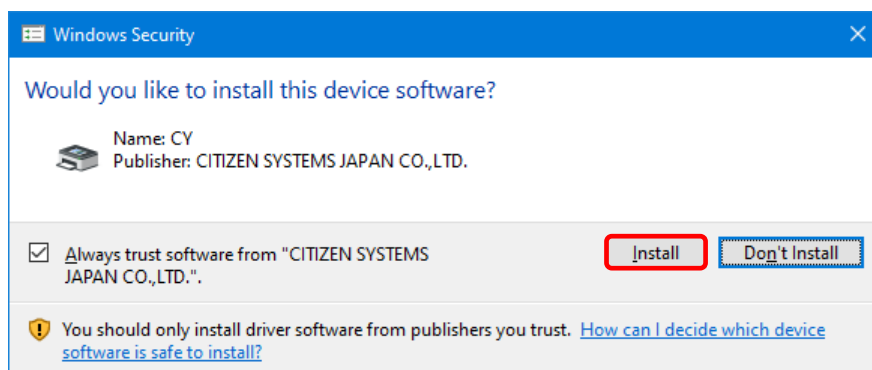 Windows Security
Would you like to install this device software?
Name: CY
Publisher: CITIZEN SYSTEMS JAPAN CO.,LTD.
Always trust software from "CITIZEN SYSTEMS
JAPAN CO.,LTD.".
Install
Don't Install
You should only install driver software from publishers you trust. How can I decide which device
software is safe to install?